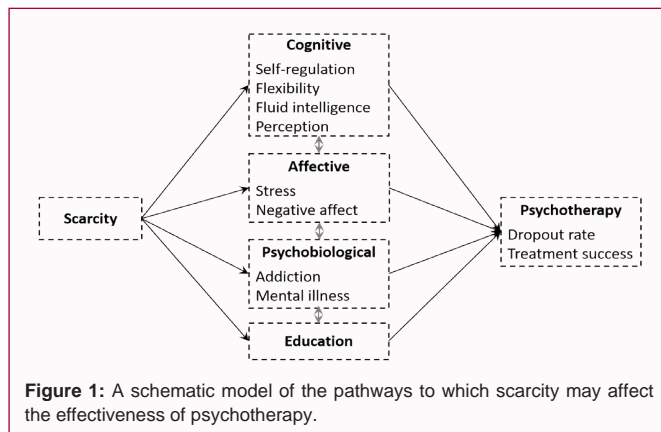 Cognitive
Self-regulation
Flexibility
Fluid intelligence
Perception
Affective
Stress
Negative affect
Scarcity
Psychobiological
Addiction
Mental illness
Education
Psychotherapy
Dropout rate
Treatment success
Figure 1: A schematic model of the pathways to which scarcity may affect
the effectiveness of psychotherapy.